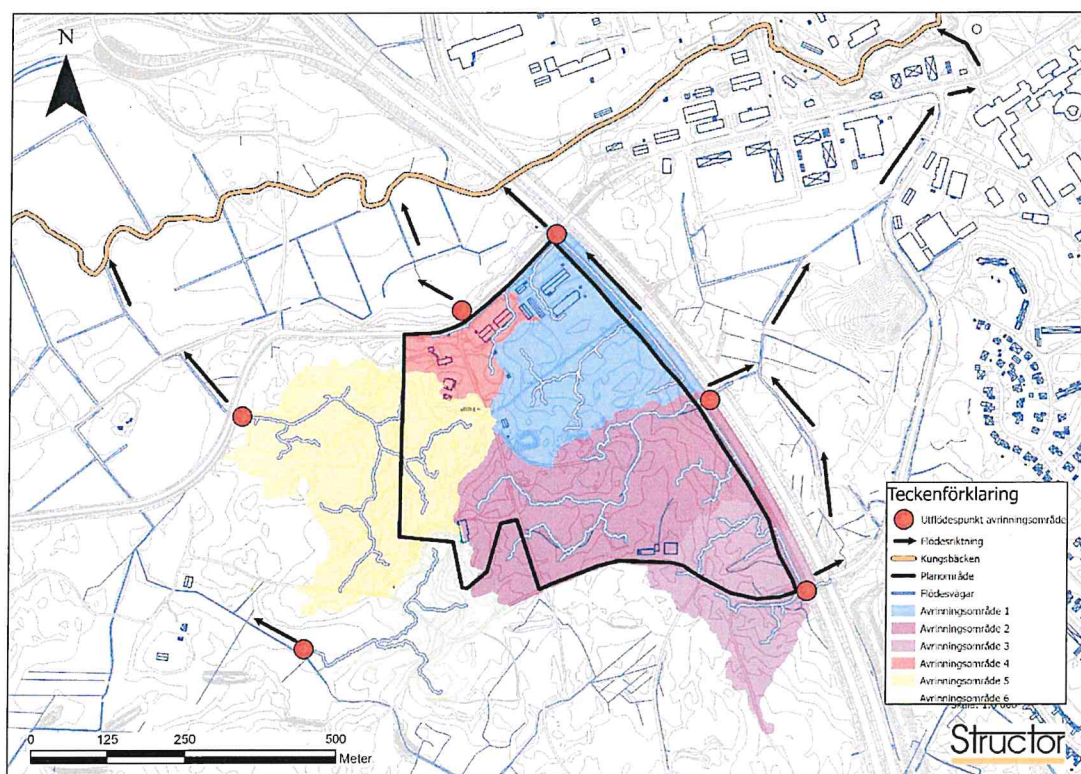 N
Teckenförklaring
Utflödespunkt avrinningsområde
Flödesriktning
Kungsbäcken
Planområde
Flödesvägar
Avrinningsområde 1
Avrinningsområde 2
Avrinningsområde 3
Avrinningsområde 4
Avrinningsområde 5
Avrinningsområde 6
Structor
0 125 250 500
Meter